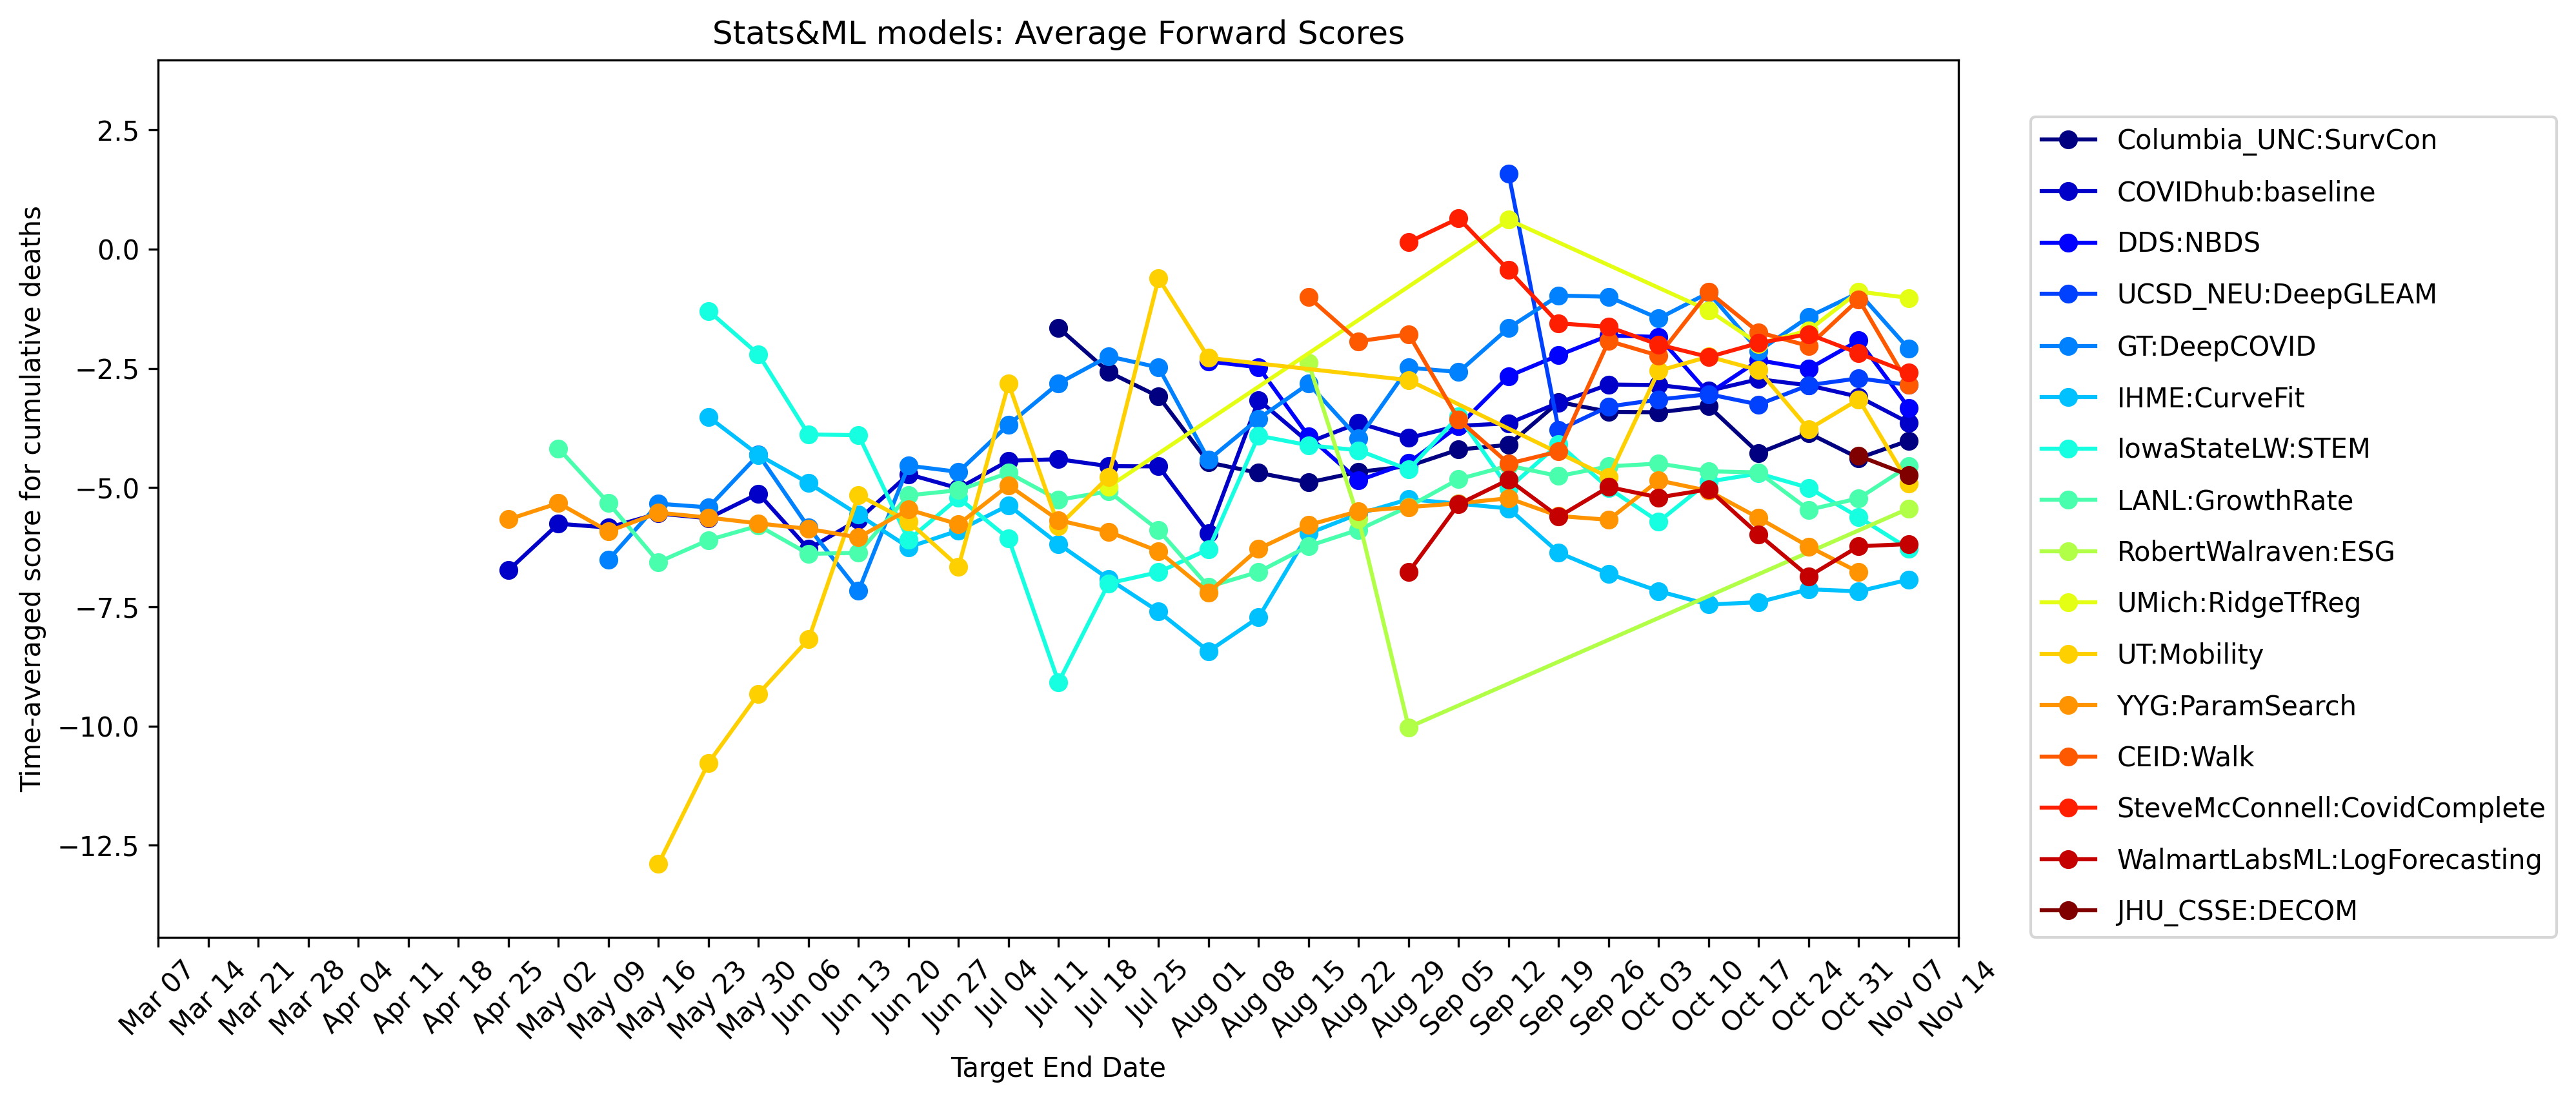 Stats&ML models: Average Forward Scores
Time-averaged score for cumulative deaths
2.5
0.0
−2.5
−5.0
−7.5
−10.0
−12.5
Mar 07
Mar 14
Mar 21
Mar 28
Apr 04
Apr 11
Apr 18
Apr 25
May 02
May 09
May 16
May 23
May 30
Jun 06
Jun 13
Jun 20
Jun 27
Jul 04
Jul 11
Jul 18
Jul 25
Aug 01
Aug 08
Aug 15
Aug 22
Aug 29
Sep 05
Sep 12
Sep 19
Sep 26
Oct 03
Oct 10
Oct 17
Oct 24
Oct 31
Nov 07
Nov 14
Target End Date
Columbia_UNC:SurvCon
COVIDhub:baseline
DDS:NBDS
UCSD_NEU:DeepGLEAM
GT:DeepCOVID
IHME:CurveFit
IowaStateLW:STEM
LANL:GrowthRate
RobertWalraven:ESG
UMich:RidgeTfReg
UT:Mobility
YYG:ParamSearch
CEID:Walk
SteveMcConnell:CovidComplete
WalmartLabsML:LogForecasting
JHU_CSSE:DECOM